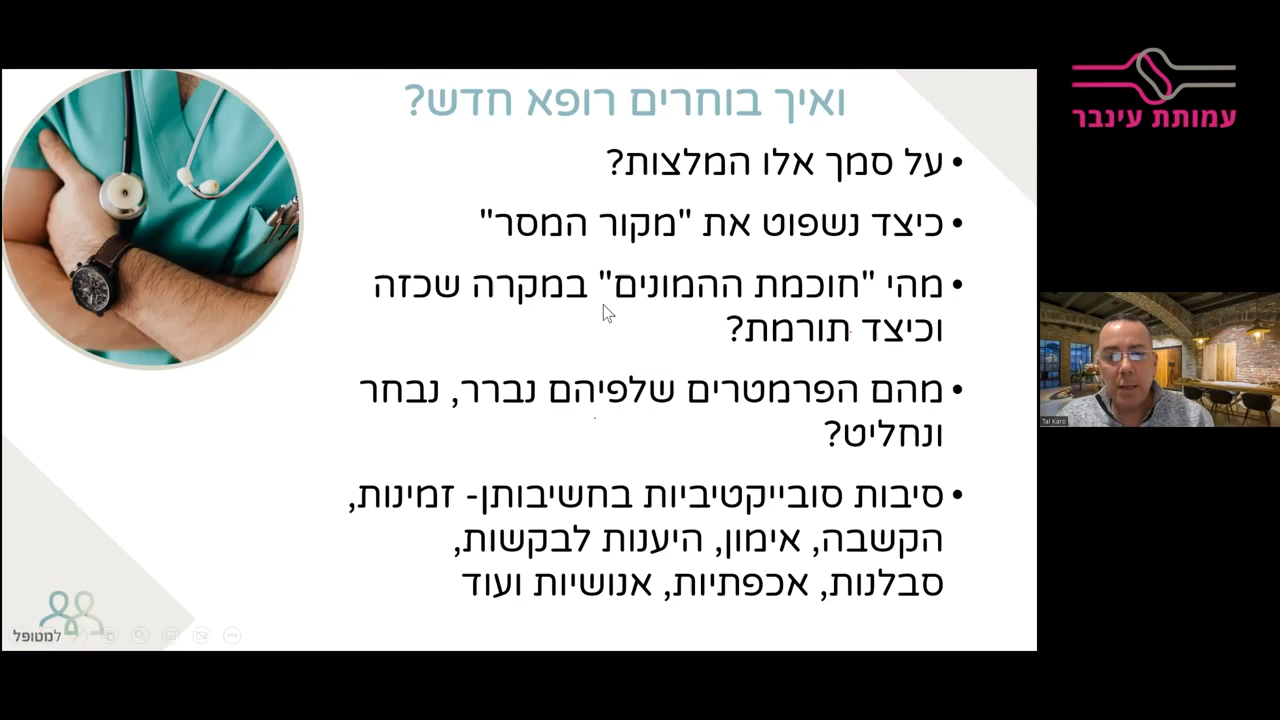 ואיך בוחרים רופא חדש?
• על סמך אלו המלצות?
• כיצד נשפוט את "מקור המסר"
• מהי "חוכמת ההמונים" במקרה שכזה
וכיצד תורמת?
• מהם הפרמטרים שלפיהם נברר, נבחר
ונחליט?
• סיבות סובייקטיביות בחשיבותן- זמינות,
הקשבה, אימון, היענות לבקשות,
סבלנות, אכפתיות, אנושיות ועוד
למטופל
עמותת עינבר
Tal Karo